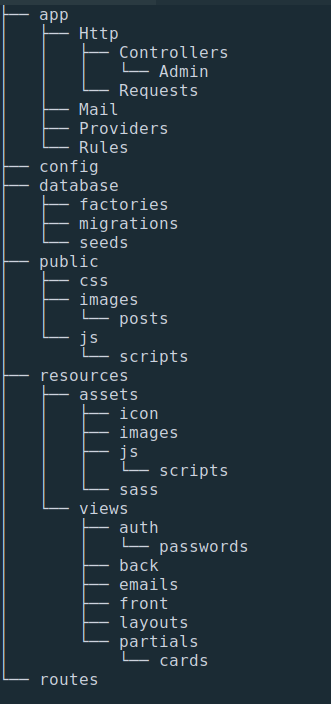 ├── app
│   ├── Http
│   │   ├── Controllers
│   │   │   └── Admin
│   │   └── Requests
│   ├── Mail
│   ├── Providers
│   └── Rules
├── config
├── database
│   ├── factories
│   ├── migrations
│   └── seeds
├── public
│   ├── css
│   ├── images
│   │   └── posts
│   └── js
│       └── scripts
├── resources
│   ├── assets
│   │   ├── icon
│   │   ├── images
│   │   ├── js
│   │   │   └── scripts
│   │   └── sass
│   └── views
│       ├── auth
│       │   └── passwords
│       ├── back
│       ├── emails
│       ├── front
│       ├── layouts
│       └── partials
│           └── cards
└── routes